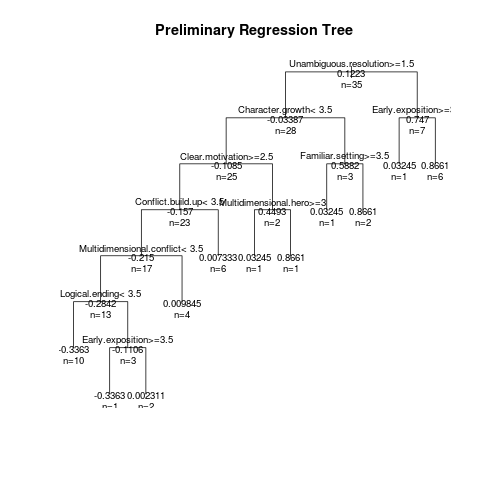 Preliminary Regression Tree
Unambiguous.resolution>=1.5
0.1223
n=35
Character.growth< 3.5
-0.03387
n=28
Early.exposition>=
0.747
n=7
Clear.motivation>=2.5
-0.1085
n=25
Familiar.setting>=3.5
0.5882
n=3
0.03245
n=1
0.8661
n=6
Conflict.build.up< 3.5
-0.157
n=23
Multidimensional.hero>=3
0.4493
n=2
0.03245
n=1
0.8661
n=2
Multidimensional.conflict< 3.5
-0.215
n=17
0.007333
n=6
0.03245
n=1
0.8661
n=1
Logical.ending< 3.5
-0.2842
n=13
0.009845
n=4
-0.3363
n=10
Early.exposition>=3.5
-0.1106
n=3
-0.3363
n=1
0.002311
n=2